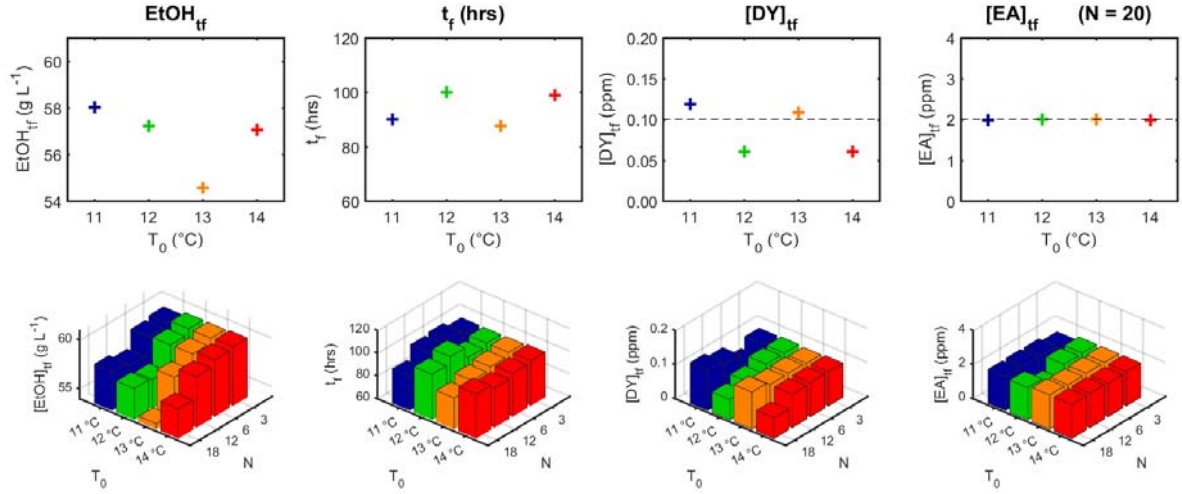 EtOH_tf
t_f (hrs)
[DY]_tf
[EA]_tf (N = 20)
EtOH_tf (g L⁻¹)
60
58
56
54
11 12 13 14
T_0 (°C)
t_f (hrs)
120
100
80
60
11 12 13 14
T_0 (°C)
[DY]_tf (ppm)
0.20
0.15
0.10
0.05
0.00
11 12 13 14
T_0 (°C)
[EA]_tf (ppm)
4
3
2
1
0
11 12 13 14
T_0 (°C)
[EtOH]_tf (g L⁻¹)
60
55
11 °C
12 °C
13 °C
14 °C
T_0
18 12 6 3
N
t_f (hrs)
120
100
80
60
11 °C
12 °C
13 °C
14 °C
T_0
18 12 6 3
N
[DY]_tf (ppm)
0.2
0.1
0
11 °C
12 °C
13 °C
14 °C
T_0
18 12 6 3
N
[EA]_tf (ppm)
4
2
0
11 °C
12 °C
13 °C
14 °C
T_0
18 12 6 3
N